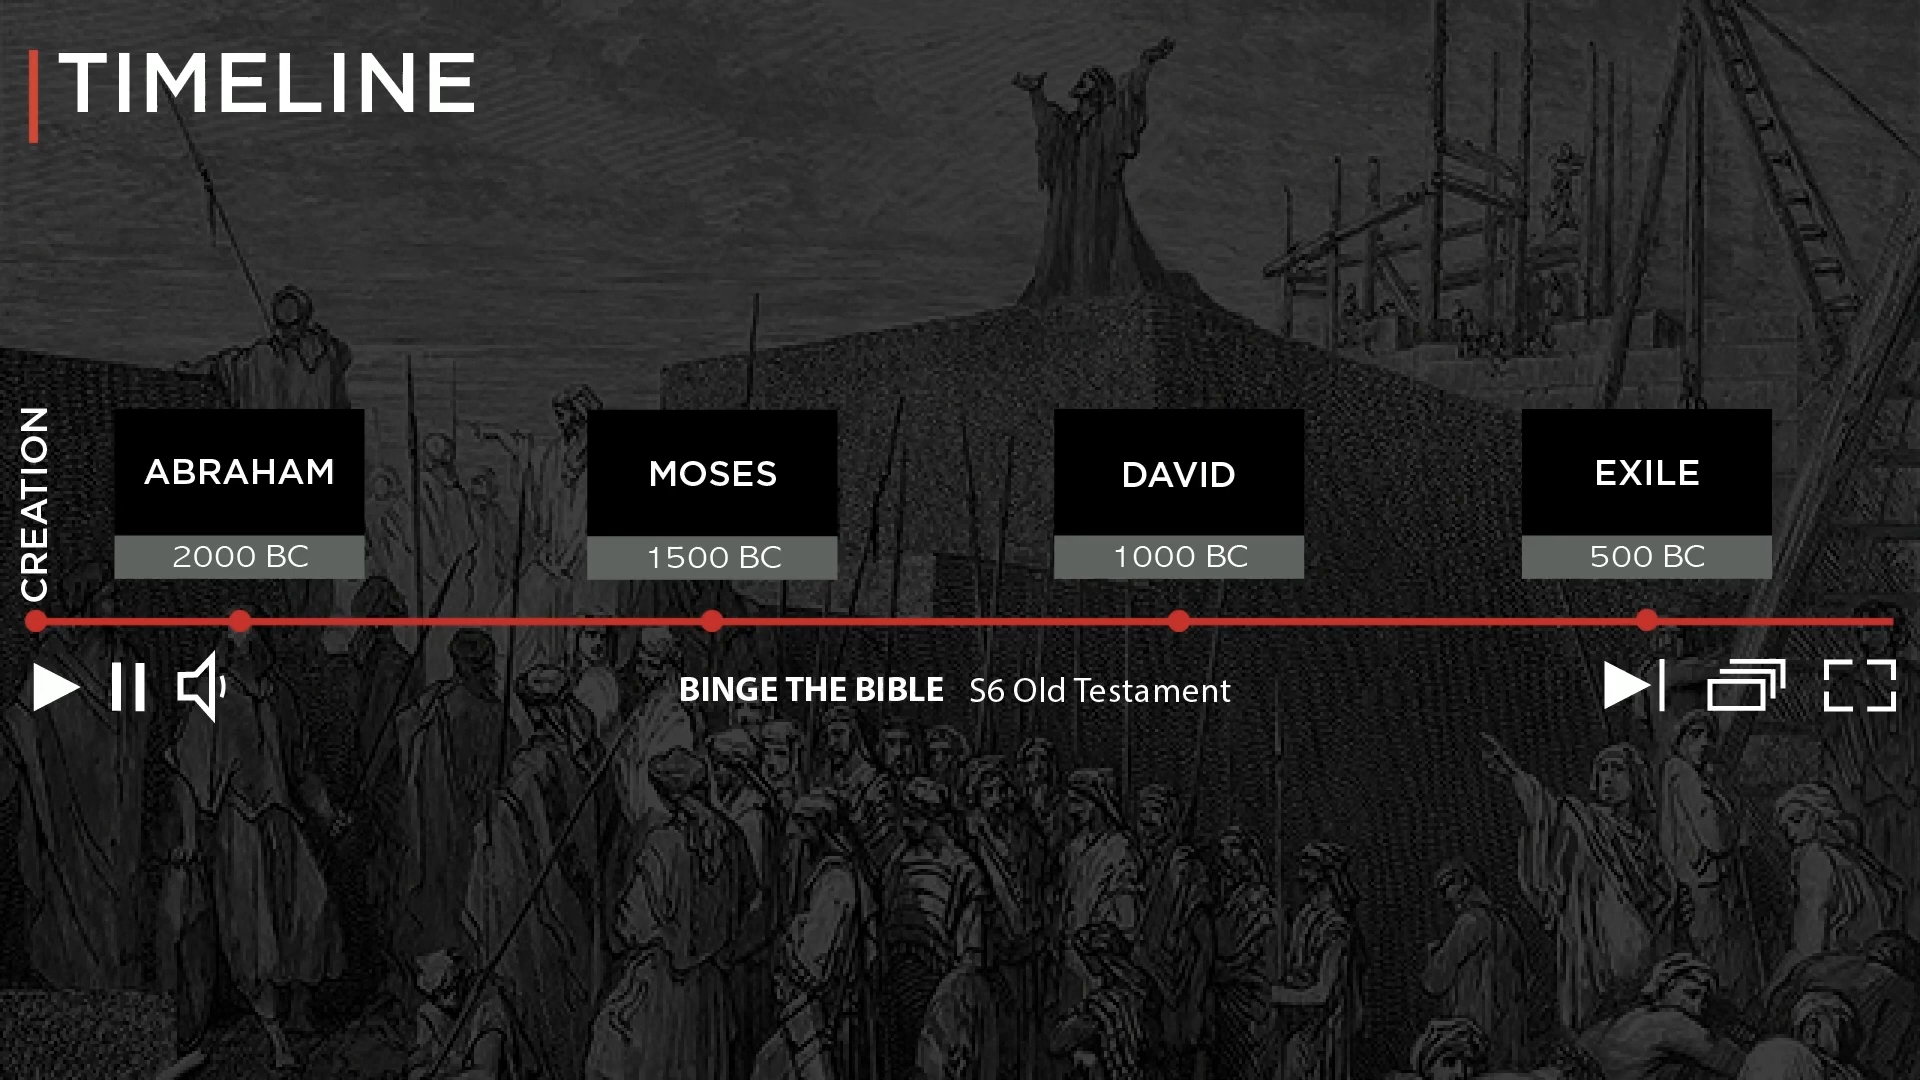 TIMELINE
CREATION
ABRAHAM
2000 BC
MOSES
1500 BC
DAVID
1000 BC
EXILE
500 BC
BINGE THE BIBLE S6 Old Testament